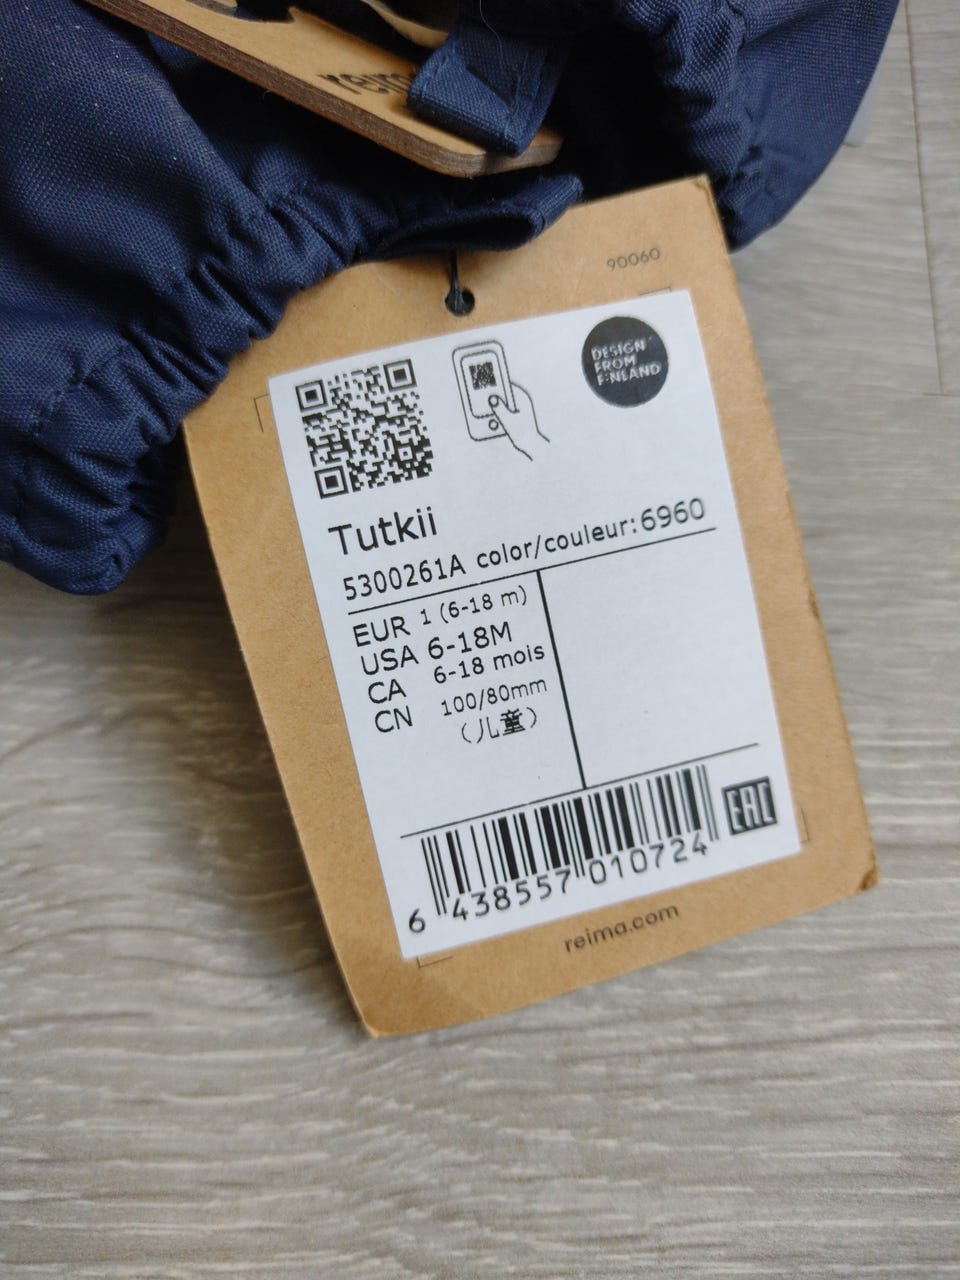 90060
DESIGN
FROM
FINLAND
Tutkii
5300261A color/couleur:6960
EUR 1 (6-18 m)
USA 6-18M
CA 6-18 mois
CN 100/80mm
(儿童)
EAC
6 438557 010724
reima.com